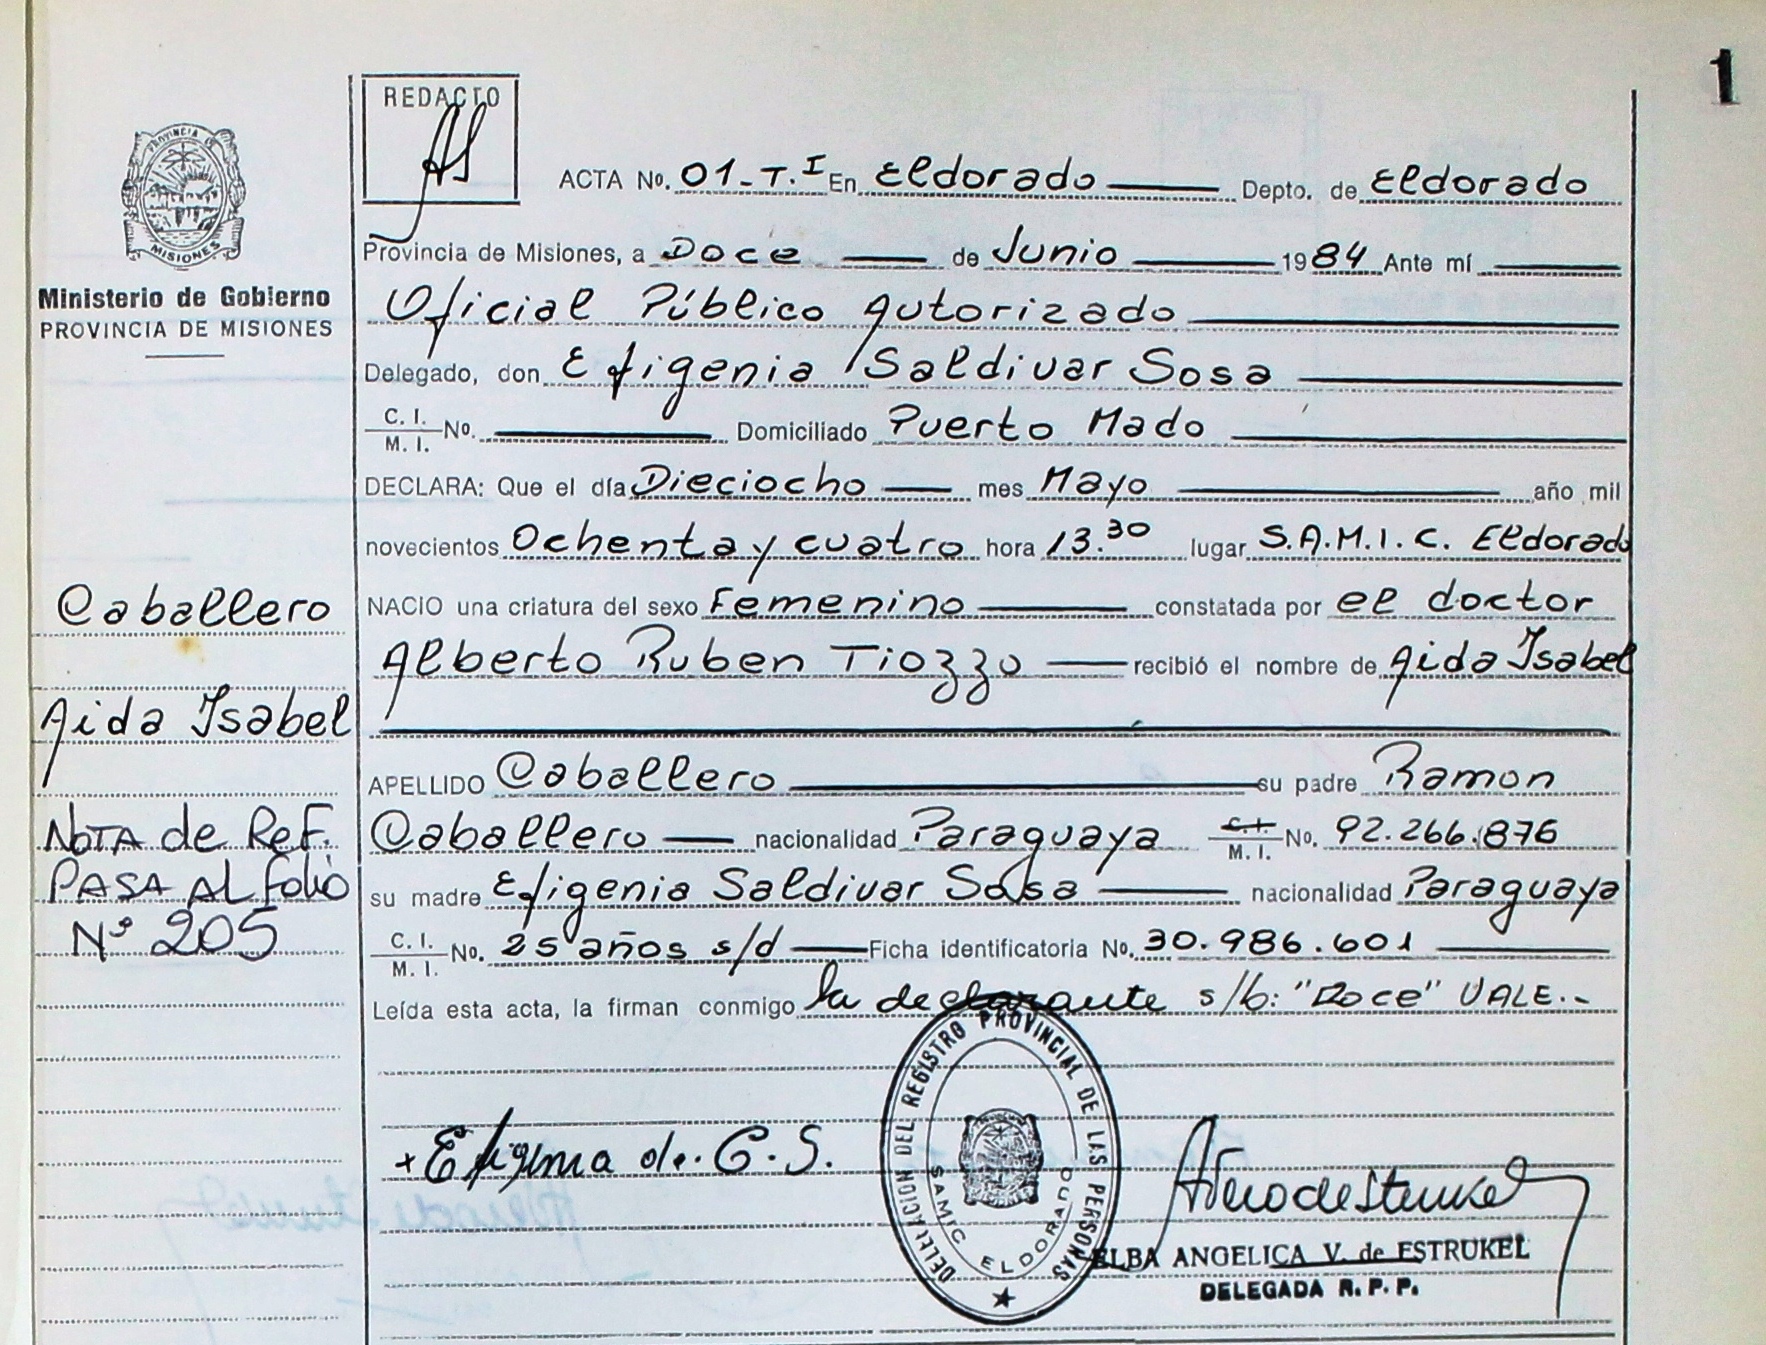 1
REDACTO
PROVINCIA DE
MISIONES
Ministerio de Gobierno
PROVINCIA DE MISIONES
ACTA No. 01-T.I En Eldorado Depto. de Eldorado
Provincia de Misiones, a Doce de Junio 1984 Ante mí
Oficial Público Autorizado
Delegado, don Efigenia Saldivar Sosa
C. I. / M. I. No. Domiciliado Puerto Mado
DECLARA: Que el día Dieciocho mes Mayo año mil
novecientos Ochenta y cuatro hora 13.30 lugar S.A.M.I.C. Eldorado
NACIO una criatura del sexo Femenino constatada por el doctor
Alberto Ruben Tiozzo recibió el nombre de Aida Isabel
APELLIDO Caballero su padre Ramon
Caballero nacionalidad Paraguaya C.I. / M. I. No. 92.266.876
su madre Efigenia Saldivar Sosa nacionalidad Paraguaya
C. I. / M. I. No. 25 años s/d Ficha identificatoria No. 30.986.601
Leída esta acta, la firman conmigo la declarante s/b: "Doce" VALE.-
Caballero
Aida Isabel
NOTA de Ref.
PASA AL folio
Nº 205
+ Efigenia de. C. S.
DELEGACION DEL REGISTRO PROVINCIAL DE LAS PERSONAS
SAMIC ELDORADO
ELBA ANGELICA V. de ESTRUKEL
DELEGADA R. P. P.